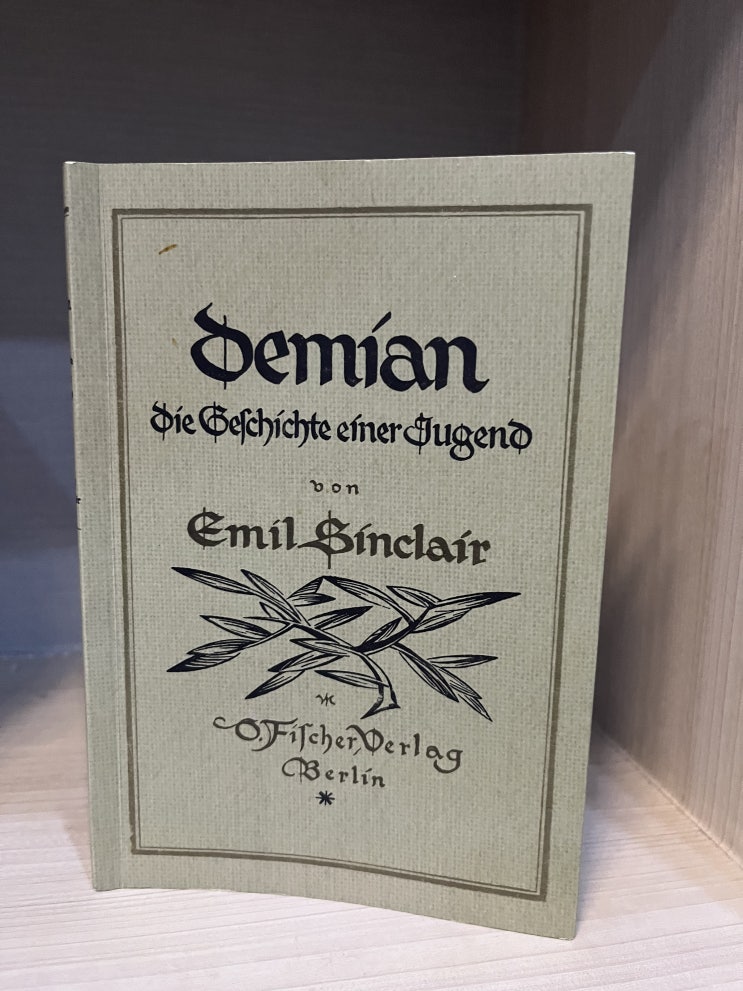 Demian
Die Geſchichte einer Jugend
von
Emil Sinclair
S. Fiſcher, Verlag
Berlin
*